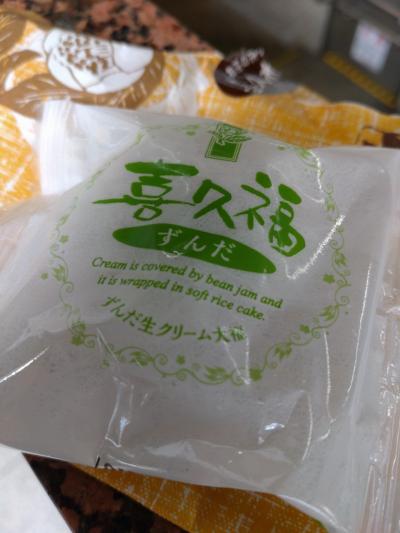 喜久福
ずんだ
Cream is covered by bean jam and
it is wrapped in soft rice cake.
ずんだ生クリーム大福